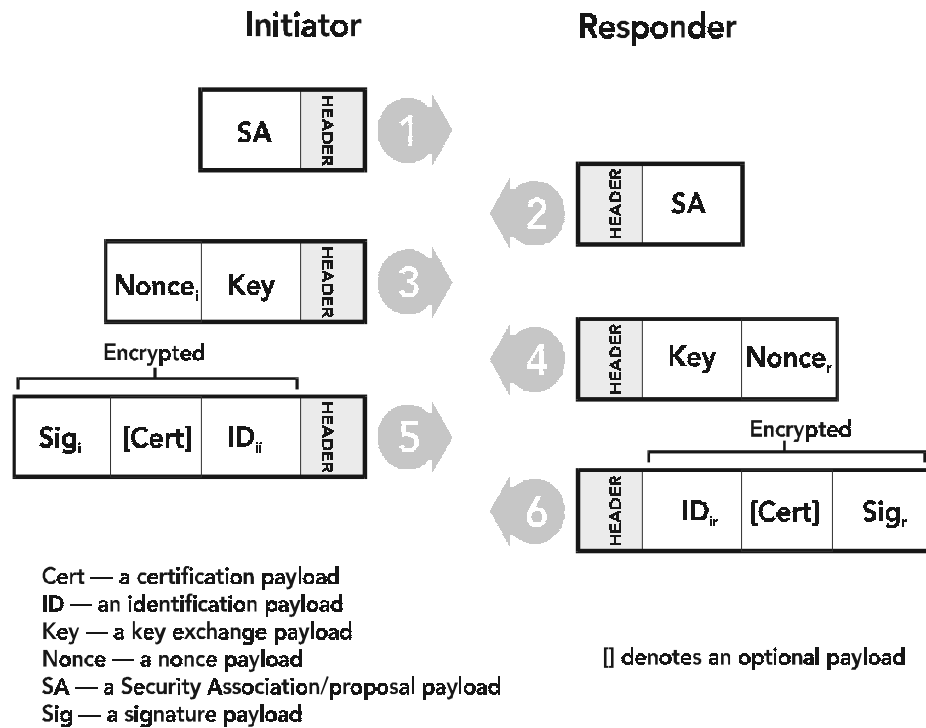 Initiator
Responder
SA HEADER 1
2 HEADER SA
Nonce_i Key HEADER 3
4 HEADER Key Nonce_r
Encrypted
Sig_i [Cert] ID_ii HEADER 5
Encrypted
6 HEADER ID_ir [Cert] Sig_r
Cert — a certification payload
ID — an identification payload
Key — a key exchange payload
Nonce — a nonce payload
SA — a Security Association/proposal payload
Sig — a signature payload
[] denotes an optional payload